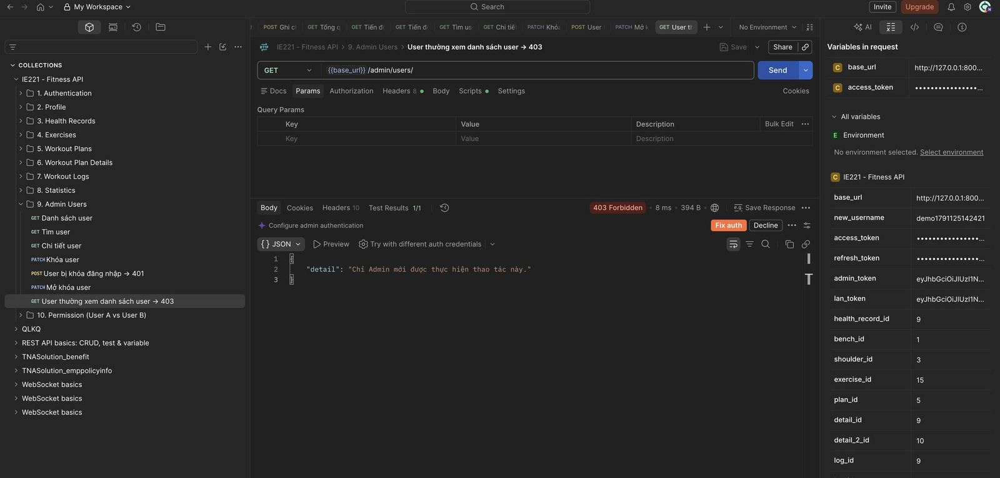 My Workspace
Search
Invite
Upgrade
POST Ghi c
GET Tổng q
GET Tiến đ
GET Tiến đ
GET Tìm us
GET Chi tiế
PATCH Khó
POST User
PATCH Mở k
GET User t
No Environment
AI
IE221 - Fitness API > 9. Admin Users > User thường xem danh sách user → 403
Save
Share
Variables in request
COLLECTIONS
IE221 - Fitness API
1. Authentication
2. Profile
3. Health Records
4. Exercises
5. Workout Plans
6. Workout Plan Details
7. Workout Logs
8. Statistics
9. Admin Users
GET Danh sách user
GET Tìm user
GET Chi tiết user
PATCH Khóa user
POST User bị khóa đăng nhập → 401
PATCH Mở khóa user
GET User thường xem danh sách user → 403
10. Permission (User A vs User B)
QLKQ
REST API basics: CRUD, test & variable
TNASolution_benefit
TNASolution_emppolicyinfo
WebSocket basics
WebSocket basics
WebSocket basics
HTTP
GET
{{base_url}} /admin/users/
Send
Docs
Params
Authorization
Headers 8
Body
Scripts
Settings
Cookies
Query Params
Key Value Description Bulk Edit
Key Value Description
Body
Cookies
Headers 10
Test Results 1/1
403 Forbidden
8 ms
394 B
e.g. Save Response
Configure admin authentication
Fix auth
Decline
{} JSON
Preview
Try with different auth credentials
1 {
2 "detail": "Chỉ Admin mới được thực hiện thao tác này."
3 }
C base_url http://127.0.0.1:800...
C access_token ••••••••••••••••...
All variables
E Environment
No environment selected. Select environment
C IE221 - Fitness API
base_url http://127.0.0.1:800...
new_username demo1791125142421
access_token ••••••••••••••••...
refresh_token ••••••••••••••••...
admin_token eyJhbGciOiJIUzI1N...
lan_token eyJhbGciOiJIUzI1N...
health_record_id 9
bench_id 1
shoulder_id 3
exercise_id 15
plan_id 5
detail_id 9
detail_2_id 10
log_id 9